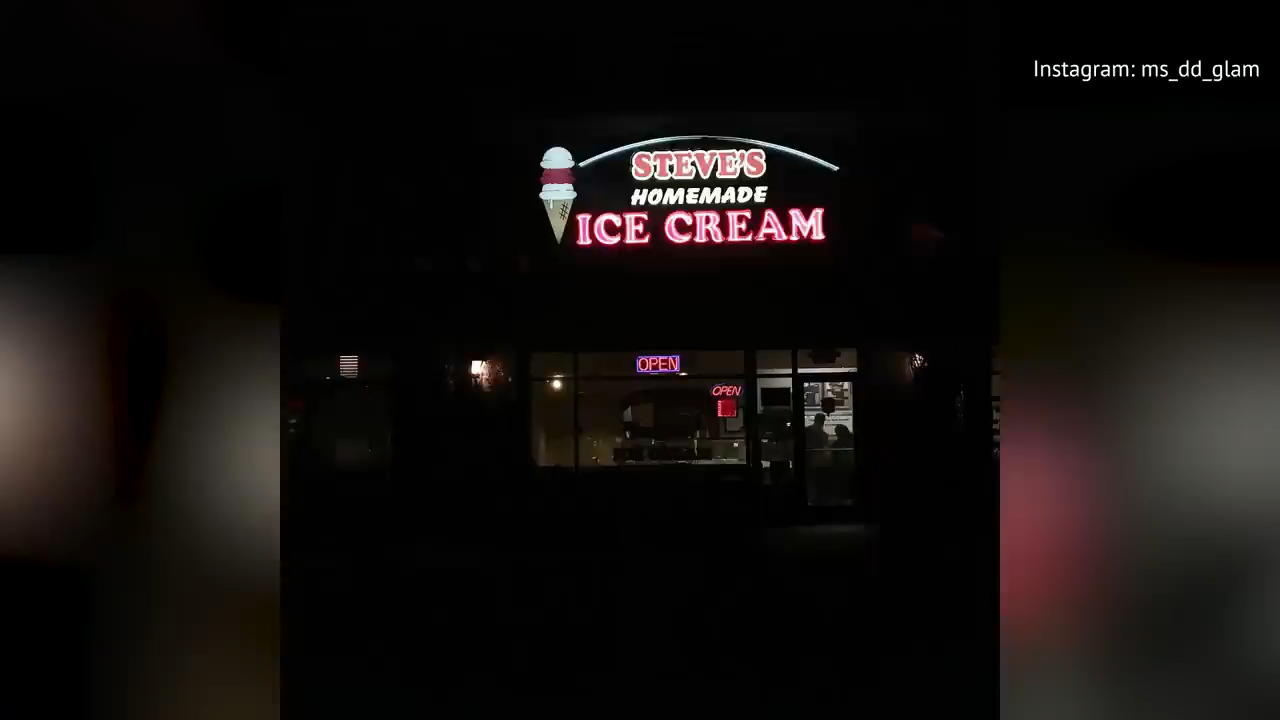 Instagram: ms_dd_glam
STEVE'S
HOMEMADE
ICE CREAM
OPEN
OPEN